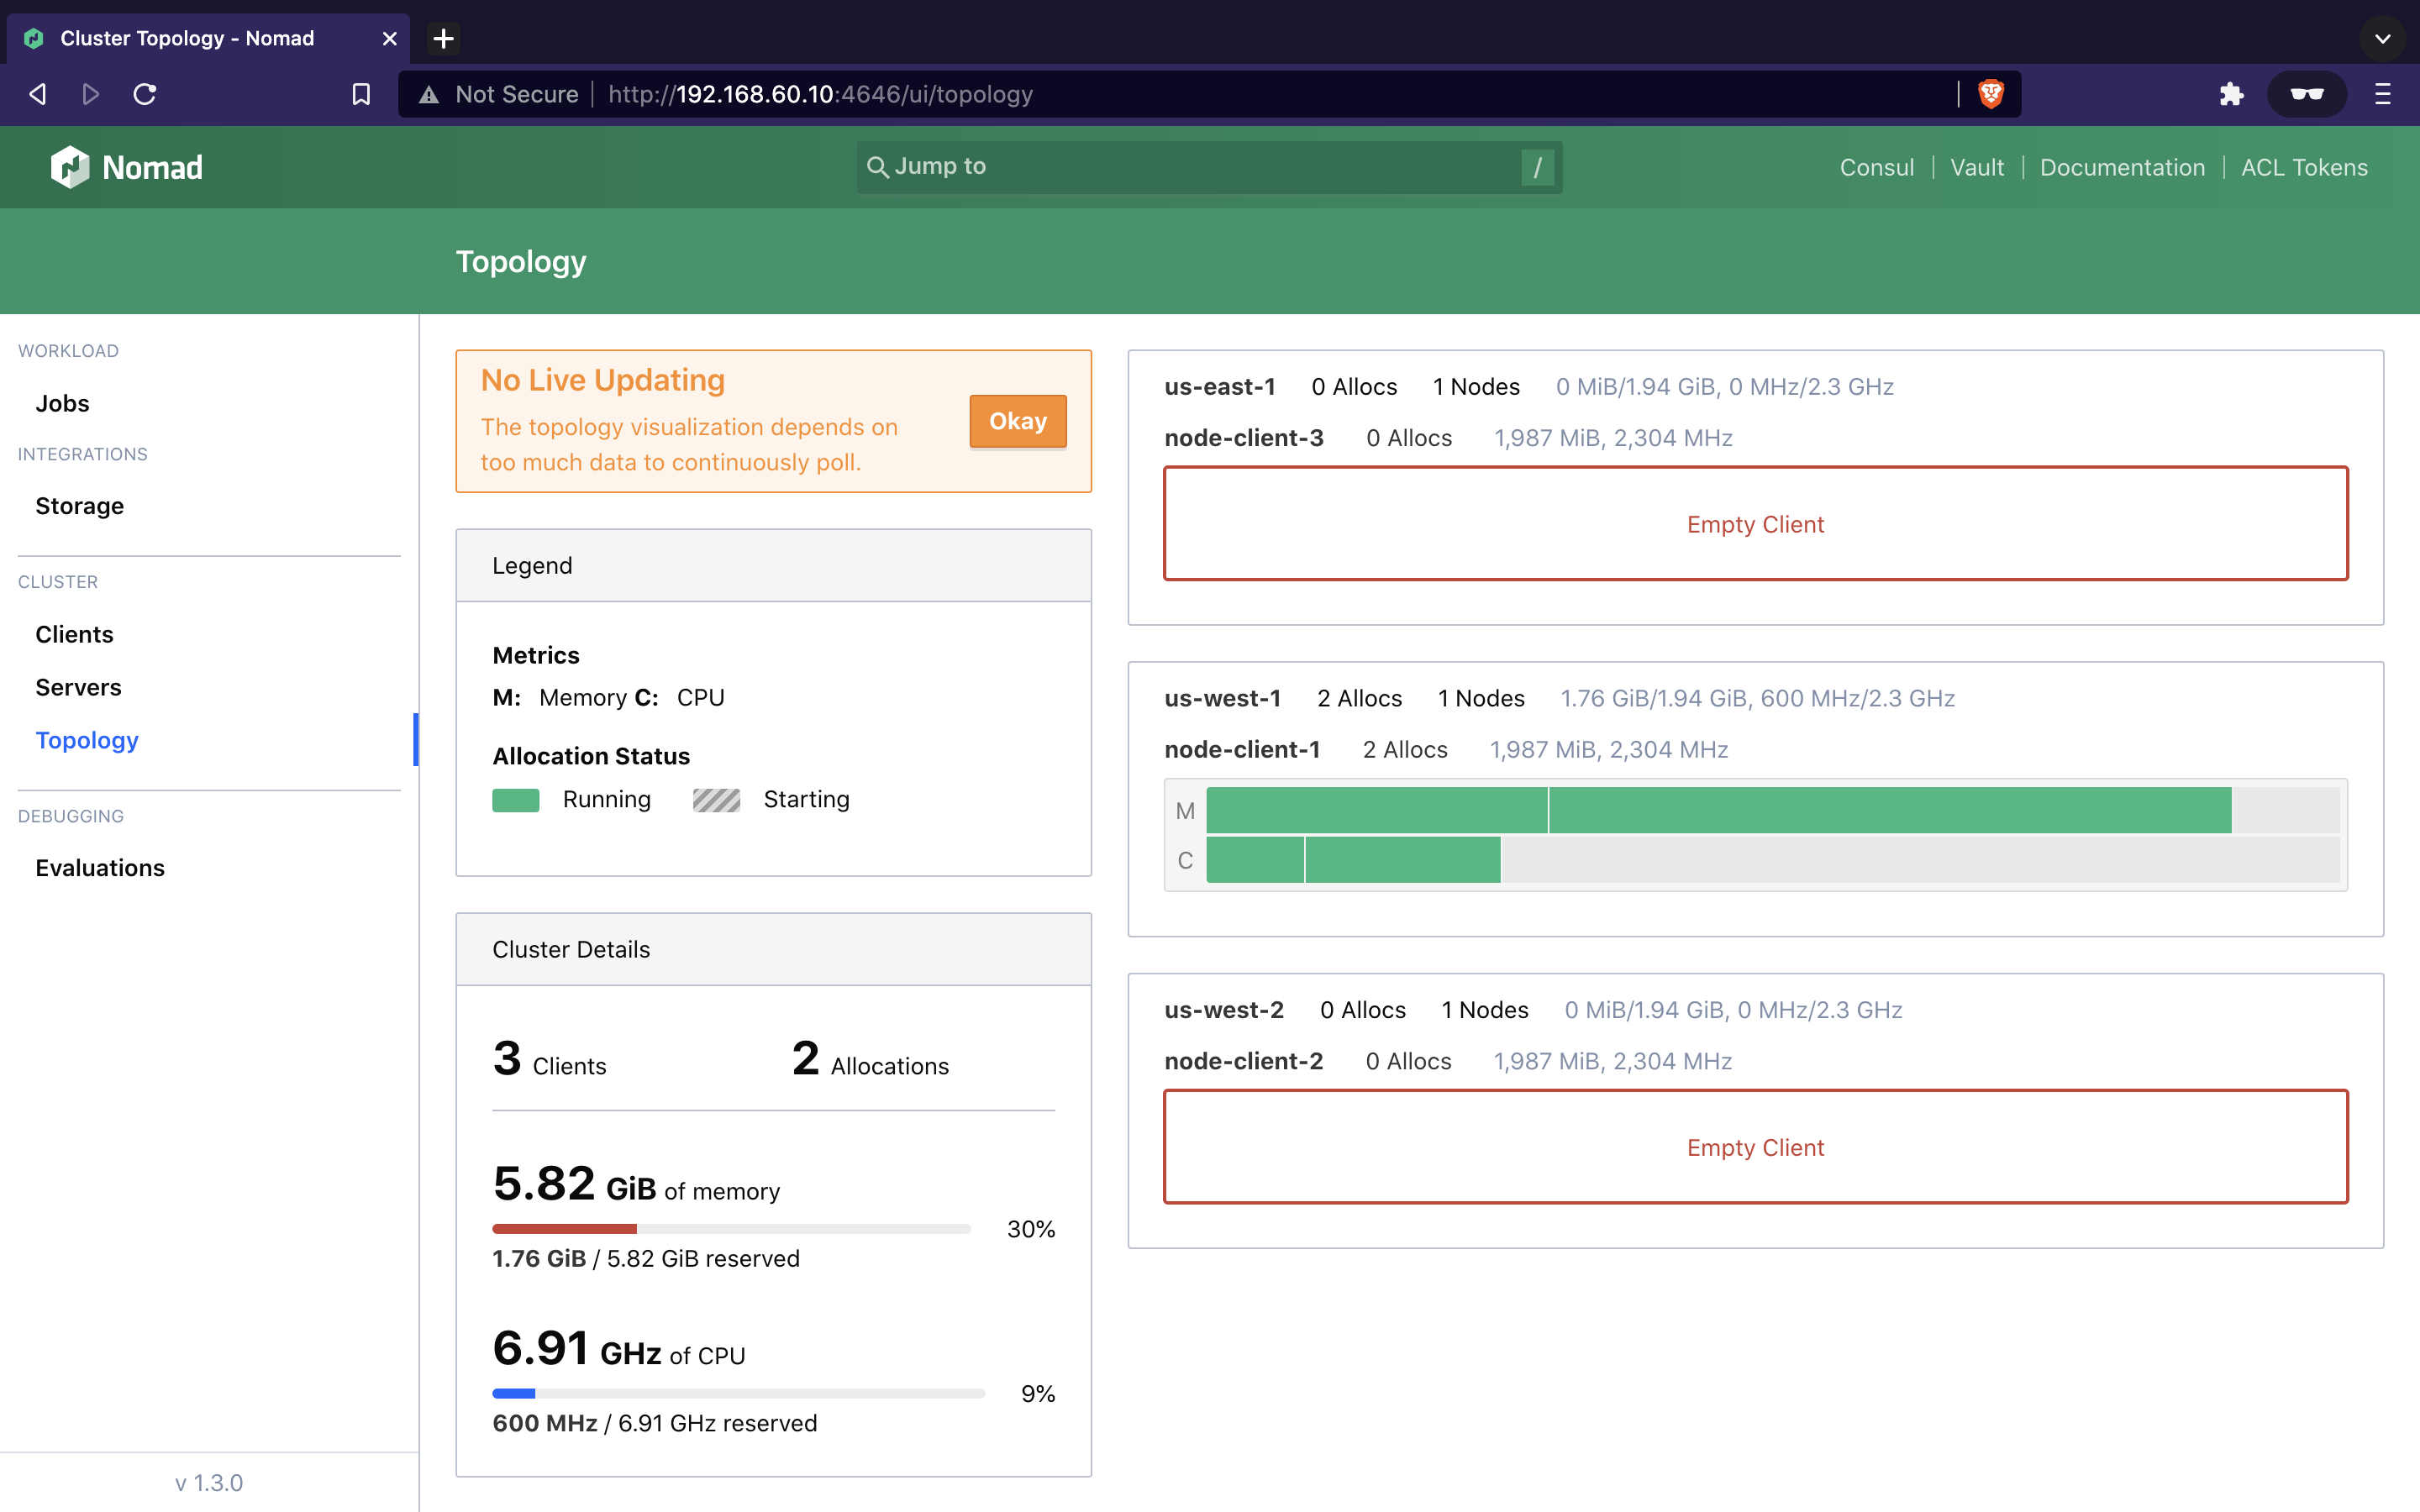 Cluster Topology - Nomad
Not Secure http://192.168.60.10:4646/ui/topology
Nomad
Jump to /
Consul Vault Documentation ACL Tokens
Topology
WORKLOAD
Jobs
INTEGRATIONS
Storage
CLUSTER
Clients
Servers
Topology
DEBUGGING
Evaluations
v 1.3.0
No Live Updating
The topology visualization depends on
too much data to continuously poll.
Okay
Legend
Metrics
M: Memory C: CPU
Allocation Status
Running Starting
Cluster Details
3 Clients 2 Allocations
5.82 GiB of memory
30%
1.76 GiB / 5.82 GiB reserved
6.91 GHz of CPU
9%
600 MHz / 6.91 GHz reserved
us-east-1 0 Allocs 1 Nodes 0 MiB/1.94 GiB, 0 MHz/2.3 GHz
node-client-3 0 Allocs 1,987 MiB, 2,304 MHz
Empty Client
us-west-1 2 Allocs 1 Nodes 1.76 GiB/1.94 GiB, 600 MHz/2.3 GHz
node-client-1 2 Allocs 1,987 MiB, 2,304 MHz
M
C
us-west-2 0 Allocs 1 Nodes 0 MiB/1.94 GiB, 0 MHz/2.3 GHz
node-client-2 0 Allocs 1,987 MiB, 2,304 MHz
Empty Client